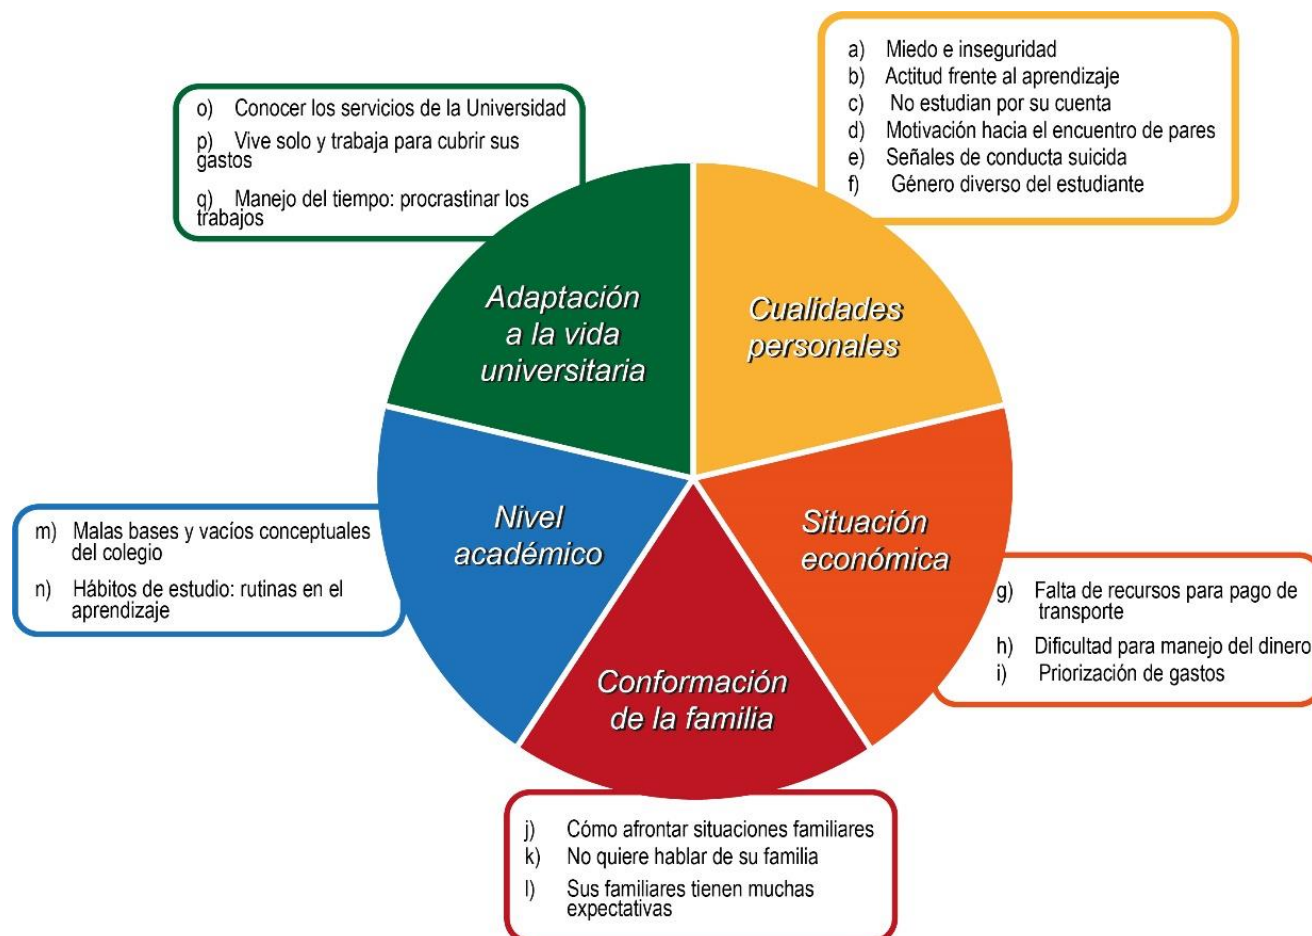 a) Miedo e inseguridad
b) Actitud frente al aprendizaje
c) No estudian por su cuenta
d) Motivación hacia el encuentro de pares
e) Señales de conducta suicida
f) Género diverso del estudiante
o) Conocer los servicios de la Universidad
p) Vive solo y trabaja para cubrir sus
gastos
q) Manejo del tiempo: procrastinar los
trabajos
Adaptación
a la vida
universitaria
Cualidades
personales
Nivel
académico
Situación
económica
Conformación
de la familia
m) Malas bases y vacíos conceptuales
del colegio
n) Hábitos de estudio: rutinas en el
aprendizaje
g) Falta de recursos para pago de
transporte
h) Dificultad para manejo del dinero
i) Priorización de gastos
j) Cómo afrontar situaciones familiares
k) No quiere hablar de su familia
l) Sus familiares tienen muchas
expectativas